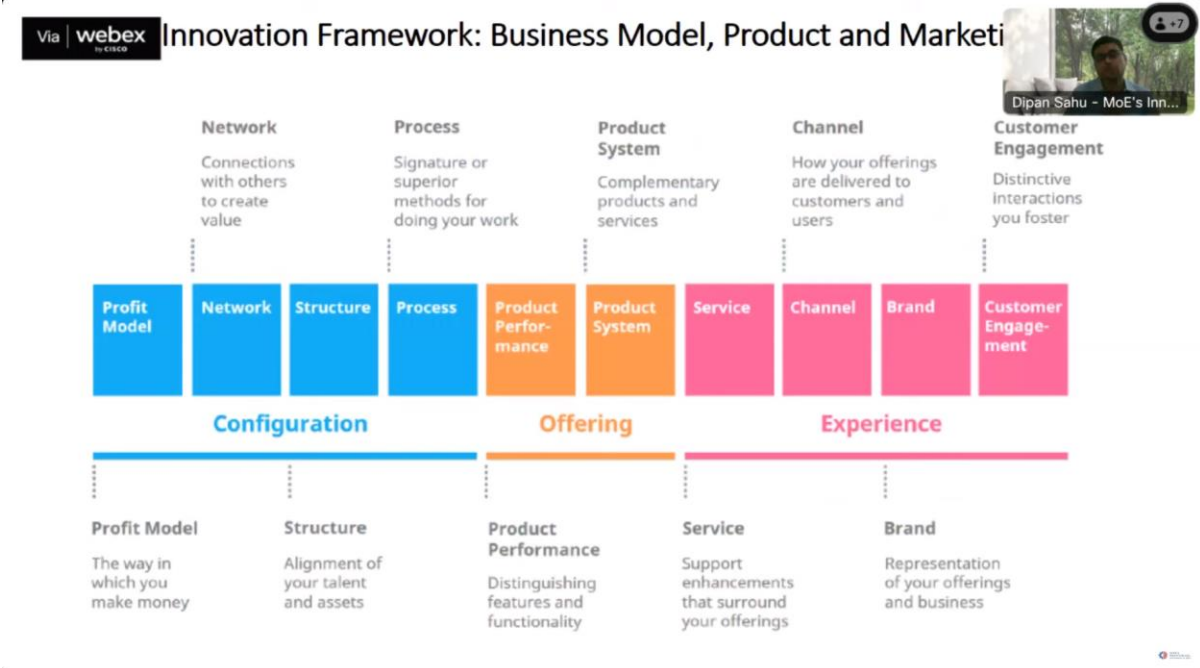 Via webex
by CISCO
Innovation Framework: Business Model, Product and Marketi
+7
Dipan Sahu - MoE's Inn...
Network
Connections
with others
to create
value
Process
Signature or
superior
methods for
doing your work
Product
System
Complementary
products and
services
Channel
How your offerings
are delivered to
customers and
users
Customer
Engagement
Distinctive
interactions
you foster
Profit
Model
Network
Structure
Process
Product
Perfor-
mance
Product
System
Service
Channel
Brand
Customer
Engage-
ment
Configuration
Offering
Experience
Profit Model
The way in
which you
make money
Structure
Alignment of
your talent
and assets
Product
Performance
Distinguishing
features and
functionality
Service
Support
enhancements
that surround
your offerings
Brand
Representation
of your offerings
and business